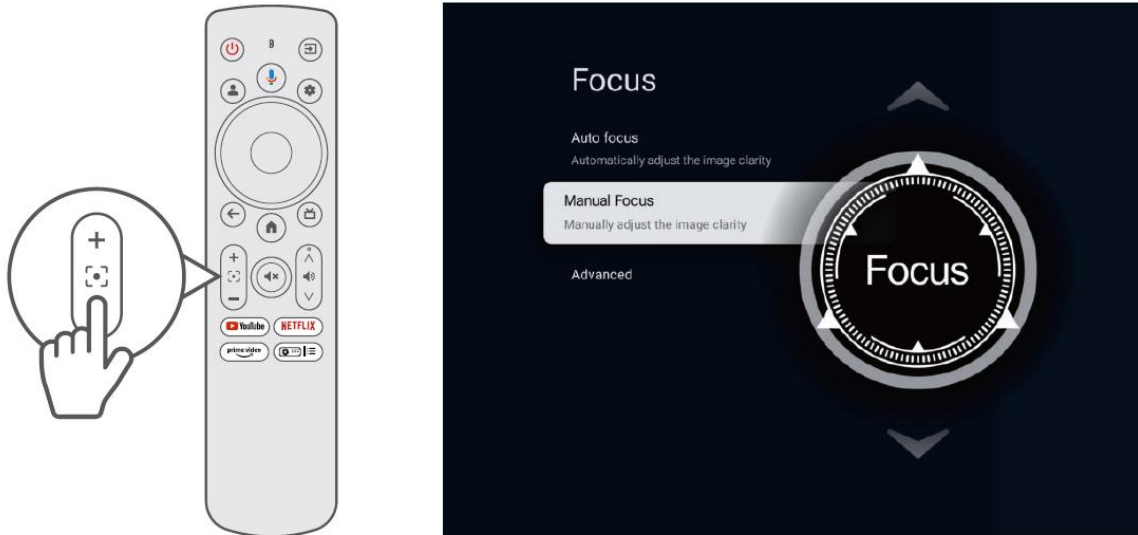 YouTube
NETFLIX
prime video
Focus
Auto focus
Automatically adjust the image clarity
Manual Focus
Manually adjust the image clarity
Advanced
Focus